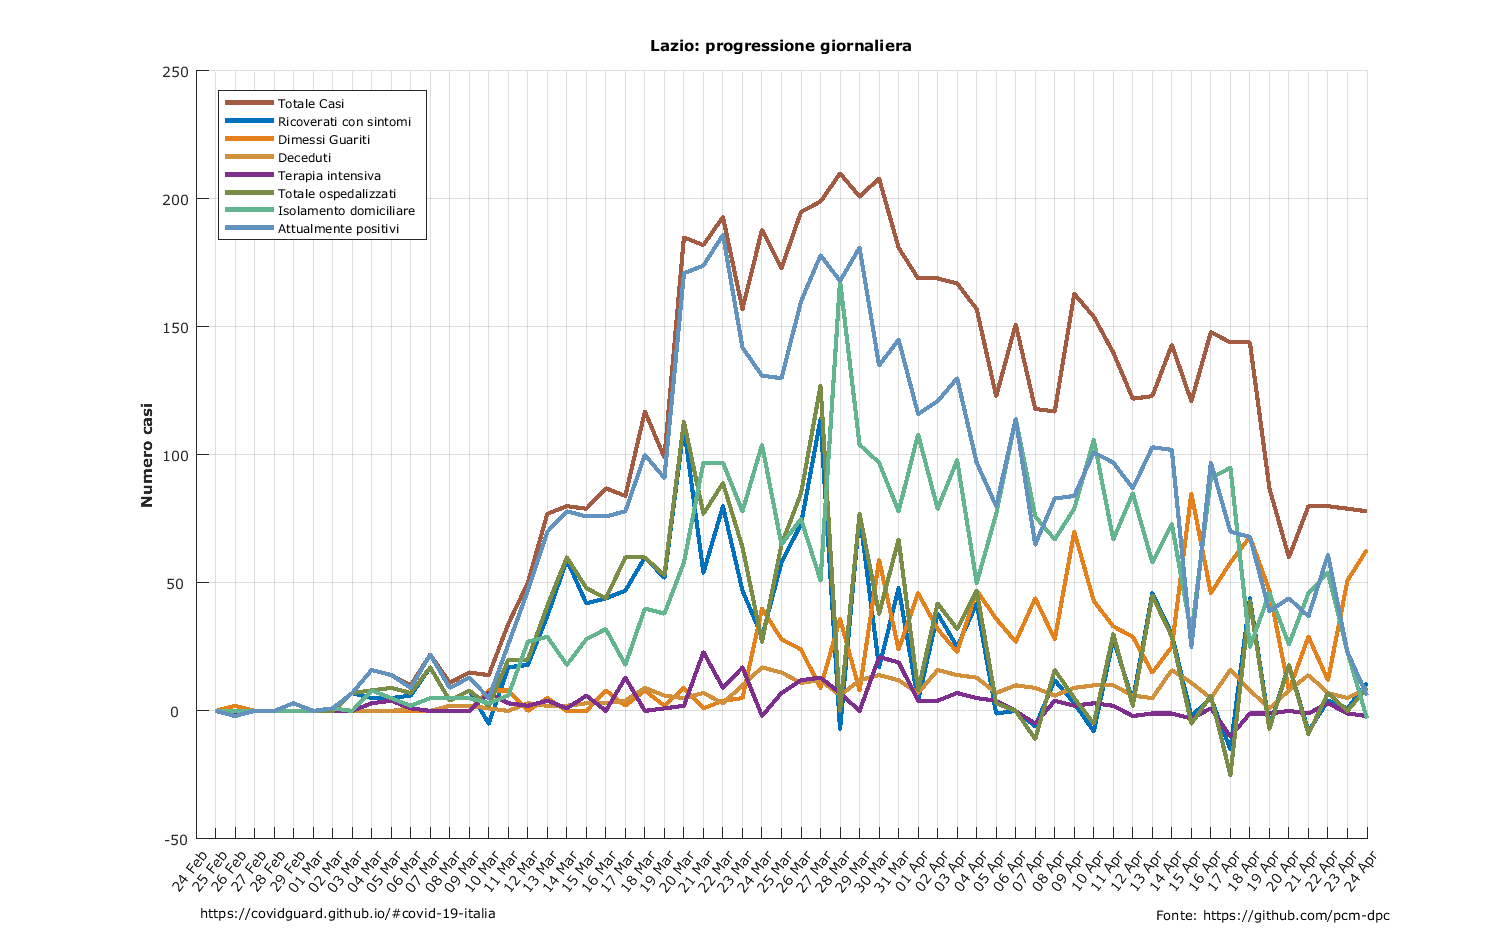 Lazio: progressione giornaliera
250
200
150
100
50
0
-50
Numero casi
Totale Casi
Ricoverati con sintomi
Dimessi Guariti
Deceduti
Terapia intensiva
Totale ospedalizzati
Isolamento domiciliare
Attualmente positivi
24 Feb
25 Feb
26 Feb
27 Feb
28 Feb
29 Feb
01 Mar
02 Mar
03 Mar
04 Mar
05 Mar
06 Mar
07 Mar
08 Mar
09 Mar
10 Mar
11 Mar
12 Mar
13 Mar
14 Mar
15 Mar
16 Mar
17 Mar
18 Mar
19 Mar
20 Mar
21 Mar
22 Mar
23 Mar
24 Mar
25 Mar
26 Mar
27 Mar
28 Mar
29 Mar
30 Mar
31 Mar
01 Apr
02 Apr
03 Apr
04 Apr
05 Apr
06 Apr
07 Apr
08 Apr
09 Apr
10 Apr
11 Apr
12 Apr
13 Apr
14 Apr
15 Apr
16 Apr
17 Apr
18 Apr
19 Apr
20 Apr
21 Apr
22 Apr
23 Apr
24 Apr
https://covidguard.github.io/#covid-19-italia
Fonte: https://github.com/pcm-dpc